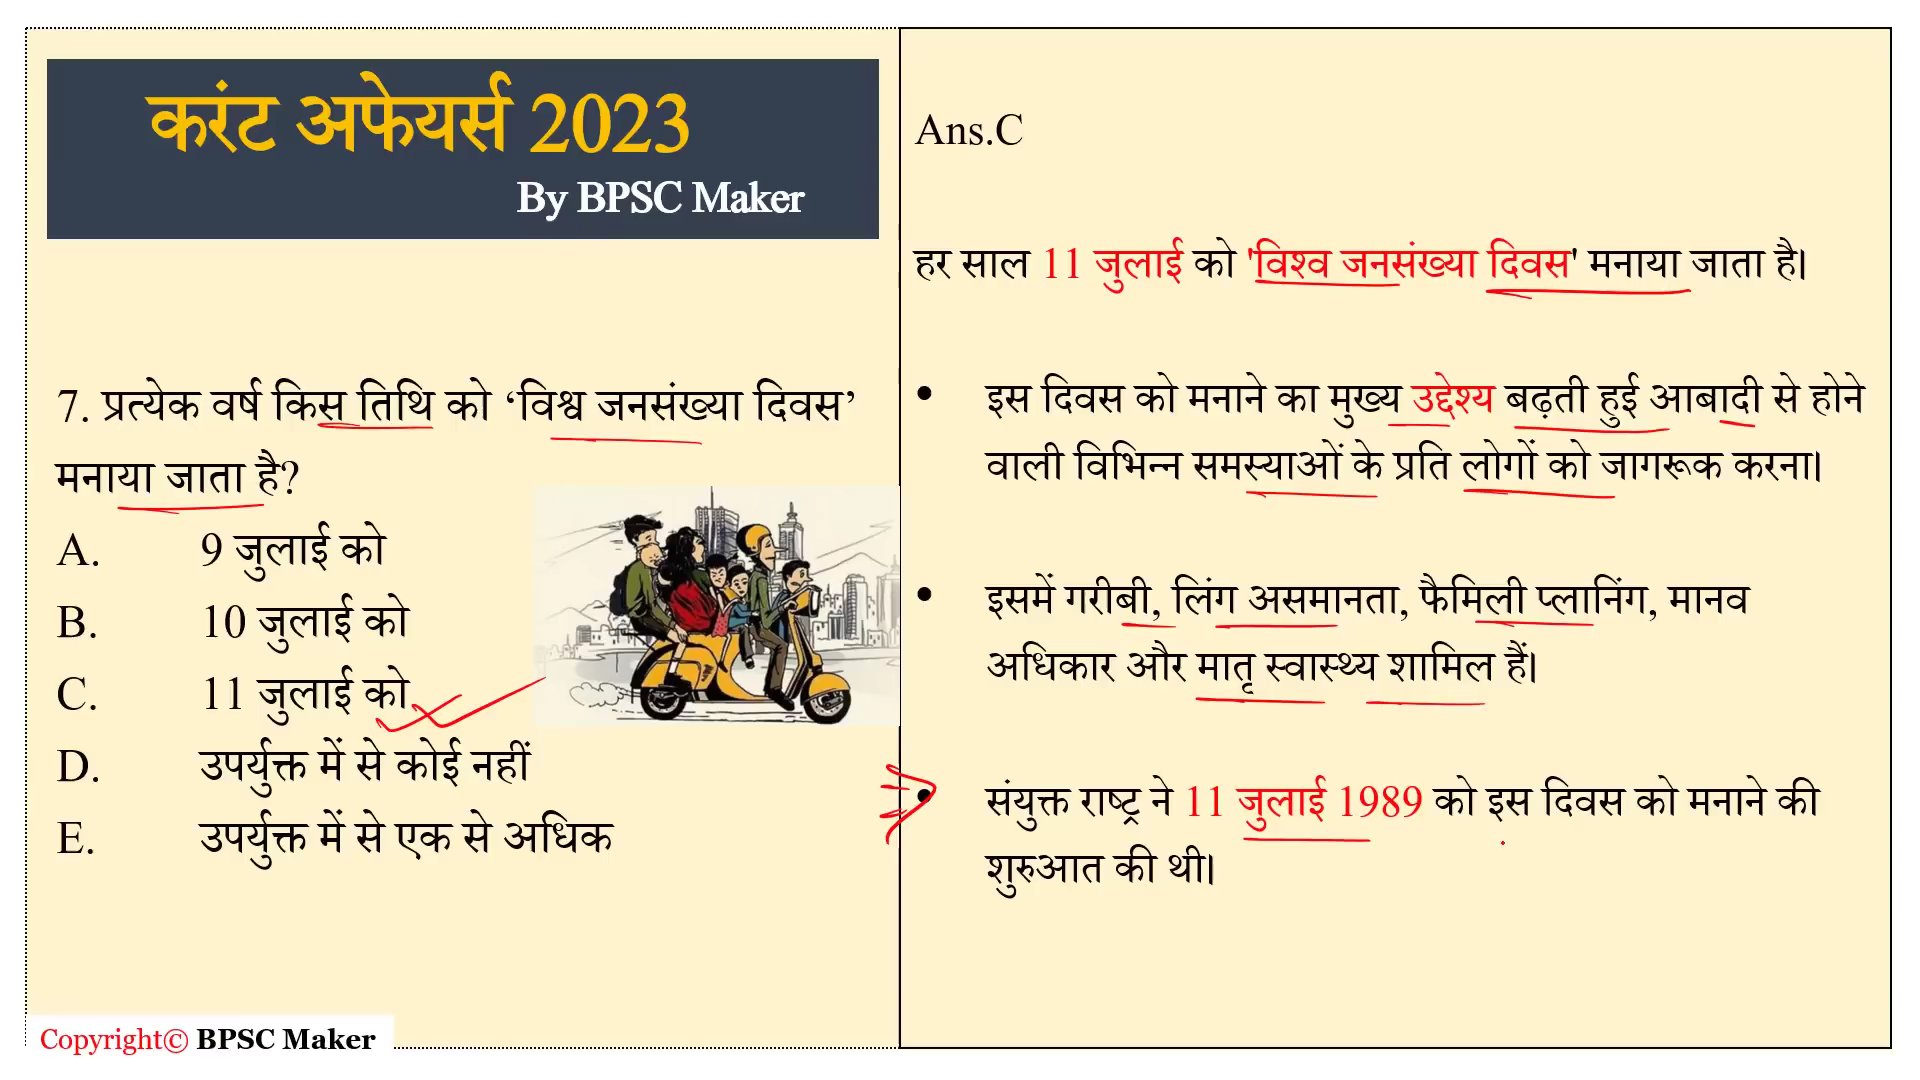 करंट अफेयर्स 2023
By BPSC Maker
7. प्रत्येक वर्ष किस तिथि को ‘विश्व जनसंख्या दिवस’
मनाया जाता है?
A. 9 जुलाई को
B. 10 जुलाई को
C. 11 जुलाई को
D. उपर्युक्त में से कोई नहीं
E. उपर्युक्त में से एक से अधिक
Copyright© BPSC Maker
Ans.C
हर साल 11 जुलाई को 'विश्व जनसंख्या दिवस' मनाया जाता है।
• इस दिवस को मनाने का मुख्य उद्देश्य बढ़ती हुई आबादी से होने
वाली विभिन्न समस्याओं के प्रति लोगों को जागरूक करना।
• इसमें गरीबी, लिंग असमानता, फैमिली प्लानिंग, मानव
अधिकार और मातृ स्वास्थ्य शामिल हैं।
• संयुक्त राष्ट्र ने 11 जुलाई 1989 को इस दिवस को मनाने की
शुरुआत की थी।